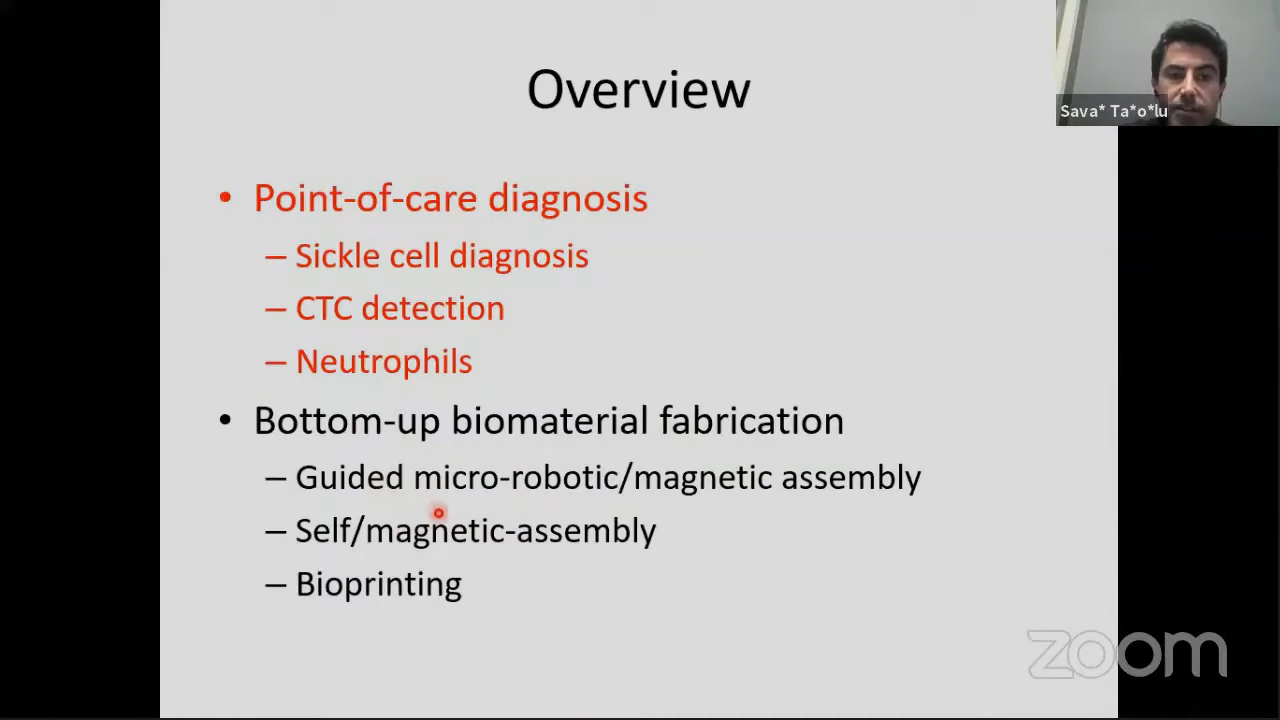 Overview
Sava* Ta*o*lu
• Point-of-care diagnosis
– Sickle cell diagnosis
– CTC detection
– Neutrophils
• Bottom-up biomaterial fabrication
– Guided micro-robotic/magnetic assembly
– Self/magnetic-assembly
– Bioprinting
zoom